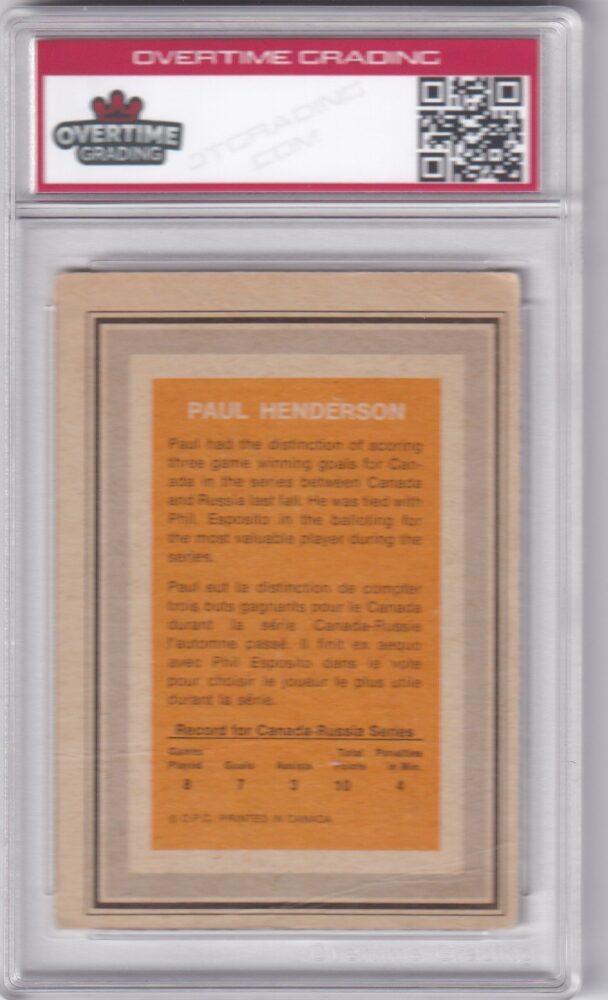 OVERTIME GRADING
OVERTIME
GRADING
OTGRADING
.COM
PAUL HENDERSON
Paul had the distinction of scoring
three game winning goals for Can-
ada in the series between Canada
and Russia last fall. He was tied with
Phil. Esposito in the balloting for
the most valuable player during the
series.
Paul eut la distinction de compter
trois buts gagnants pour le Canada
durant la série Canada-Russie
l'automne passé. Il finit ex aequo
avec Phil Esposito dans le vote
pour choisir le joueur le plus utile
durant la série.
Record for Canada-Russia Series
Games Total Penalties
Played Goals Assists Points in Min.
8 7 3 10 4
© O.P.C. PRINTED IN CANADA
Overtime Grading